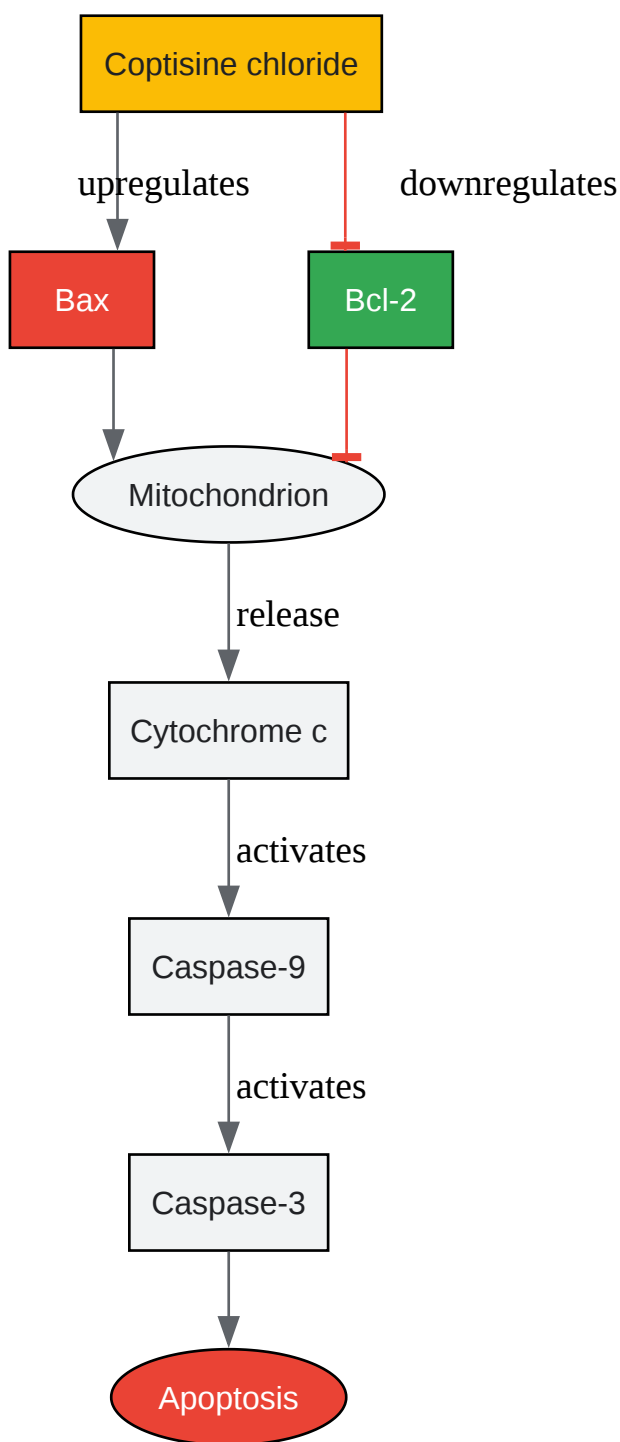 Coptisine chloride
upregulates
downregulates
Bax
Bcl-2
Mitochondrion
release
Cytochrome c
activates
Caspase-9
activates
Caspase-3
Apoptosis